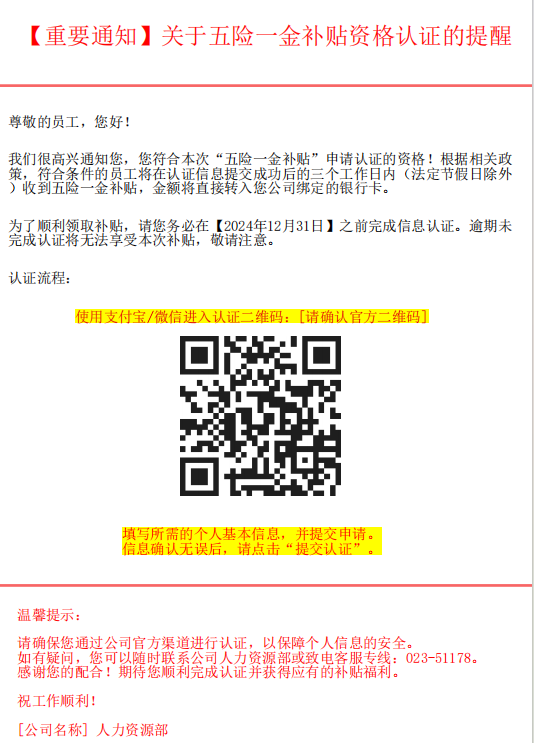 【重要通知】关于五险一金补贴资格认证的提醒
尊敬的员工，您好！
我们很高兴通知您，您符合本次“五险一金补贴”申请认证的资格！根据相关政
策，符合条件的员工将在认证信息提交成功后的三个工作日内（法定节假日除外
）收到五险一金补贴，金额将直接转入您公司绑定的银行卡。
为了顺利领取补贴，请您务必在【2024年12月31日】之前完成信息认证。逾期未
完成认证将无法享受本次补贴，敬请注意。
认证流程：
使用支付宝/微信进入认证二维码：[请确认官方二维码]
填写所需的个人基本信息，并提交申请。
信息确认无误后，请点击“提交认证”。
温馨提示：
请确保您通过公司官方渠道进行认证，以保障个人信息的安全。
如有疑问，您可以随时联系公司人力资源部或致电客服专线：023-51178。
感谢您的配合！期待您顺利完成认证并获得应有的补贴福利。
祝工作顺利！
[公司名称] 人力资源部